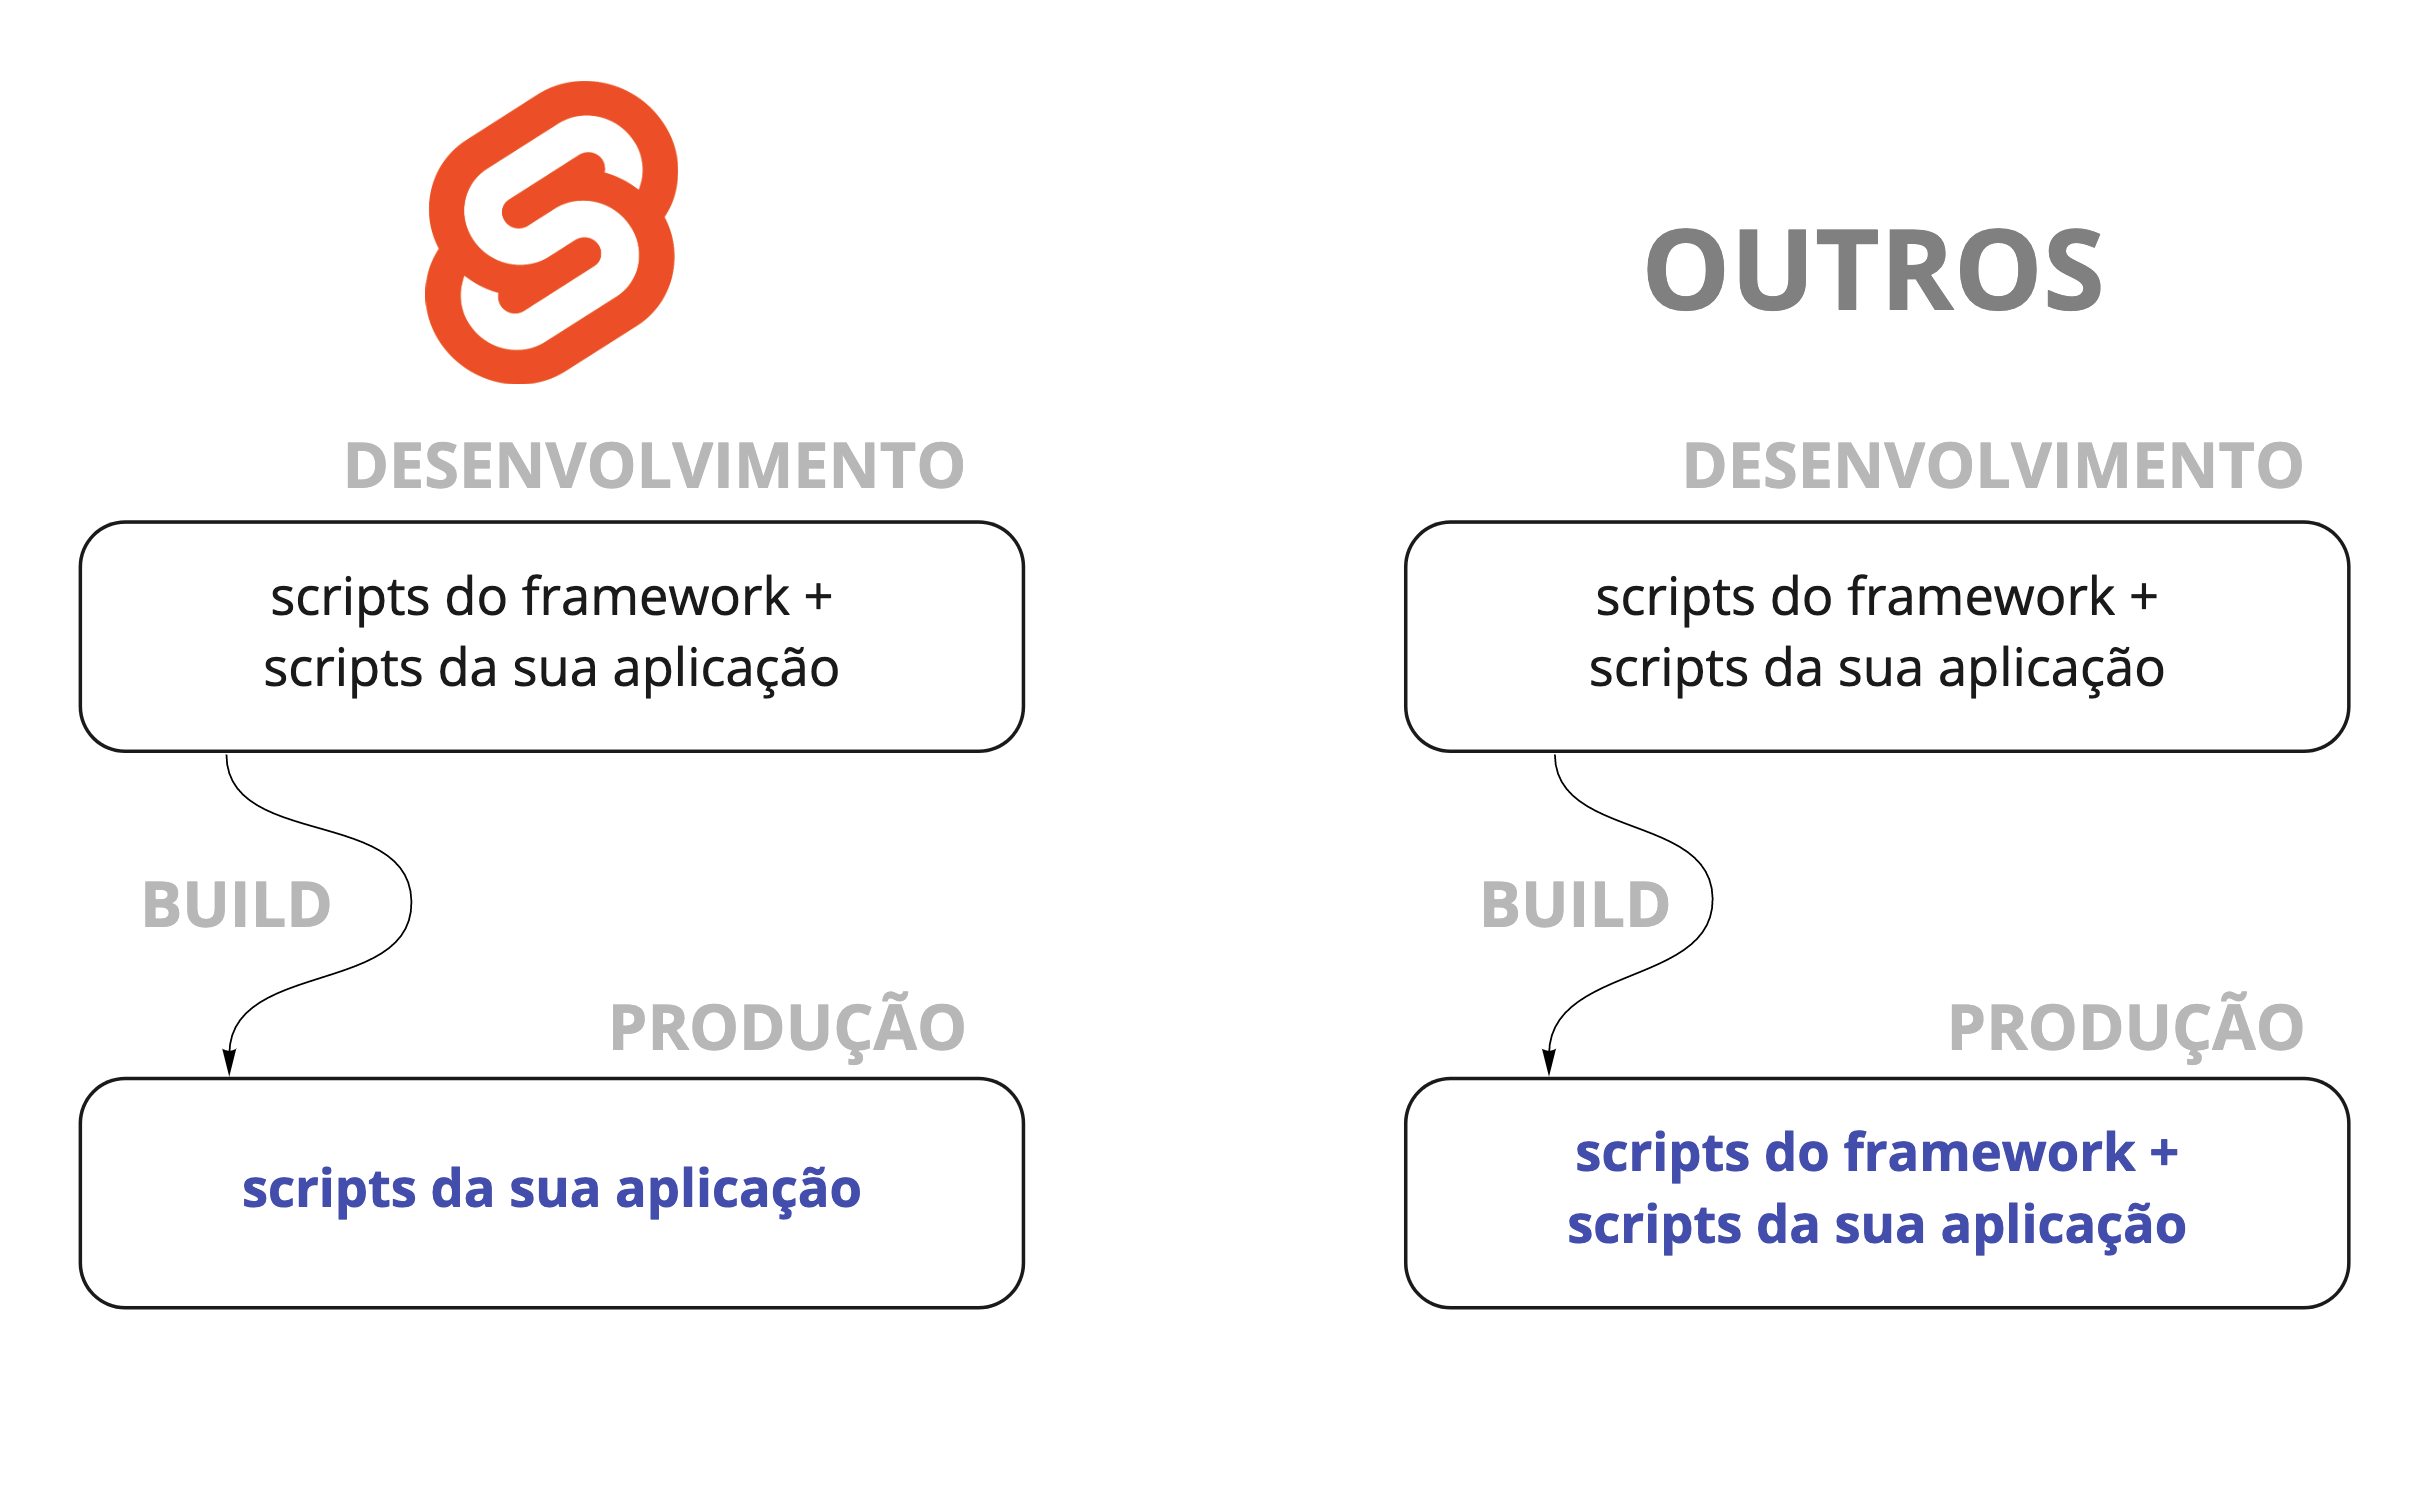 DESENVOLVIMENTO
scripts do framework +
scripts da sua aplicação
BUILD
PRODUÇÃO
scripts da sua aplicação
OUTROS
DESENVOLVIMENTO
scripts do framework +
scripts da sua aplicação
BUILD
PRODUÇÃO
scripts do framework +
scripts da sua aplicação